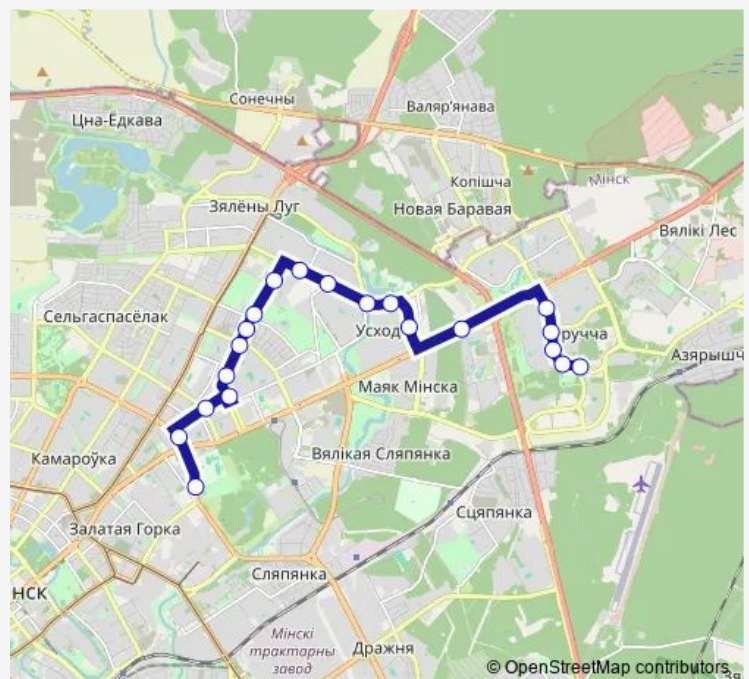 Сонечны
Валяр'янава
Цна-Ёдкава
Копішча
Мінск
Зялёны Луг
Новая Баравая
Вялікі Лес
Сельгаспасёлак
Усход
Уручча
Азярышч
Маяк Мінска
Вялікая Сляпянка
Камароўка
Сцяпянка
Залатая Горка
Сляпянка
НСК
Мінскі
трактарны
завод
Дражня
© OpenStreetMap contributors